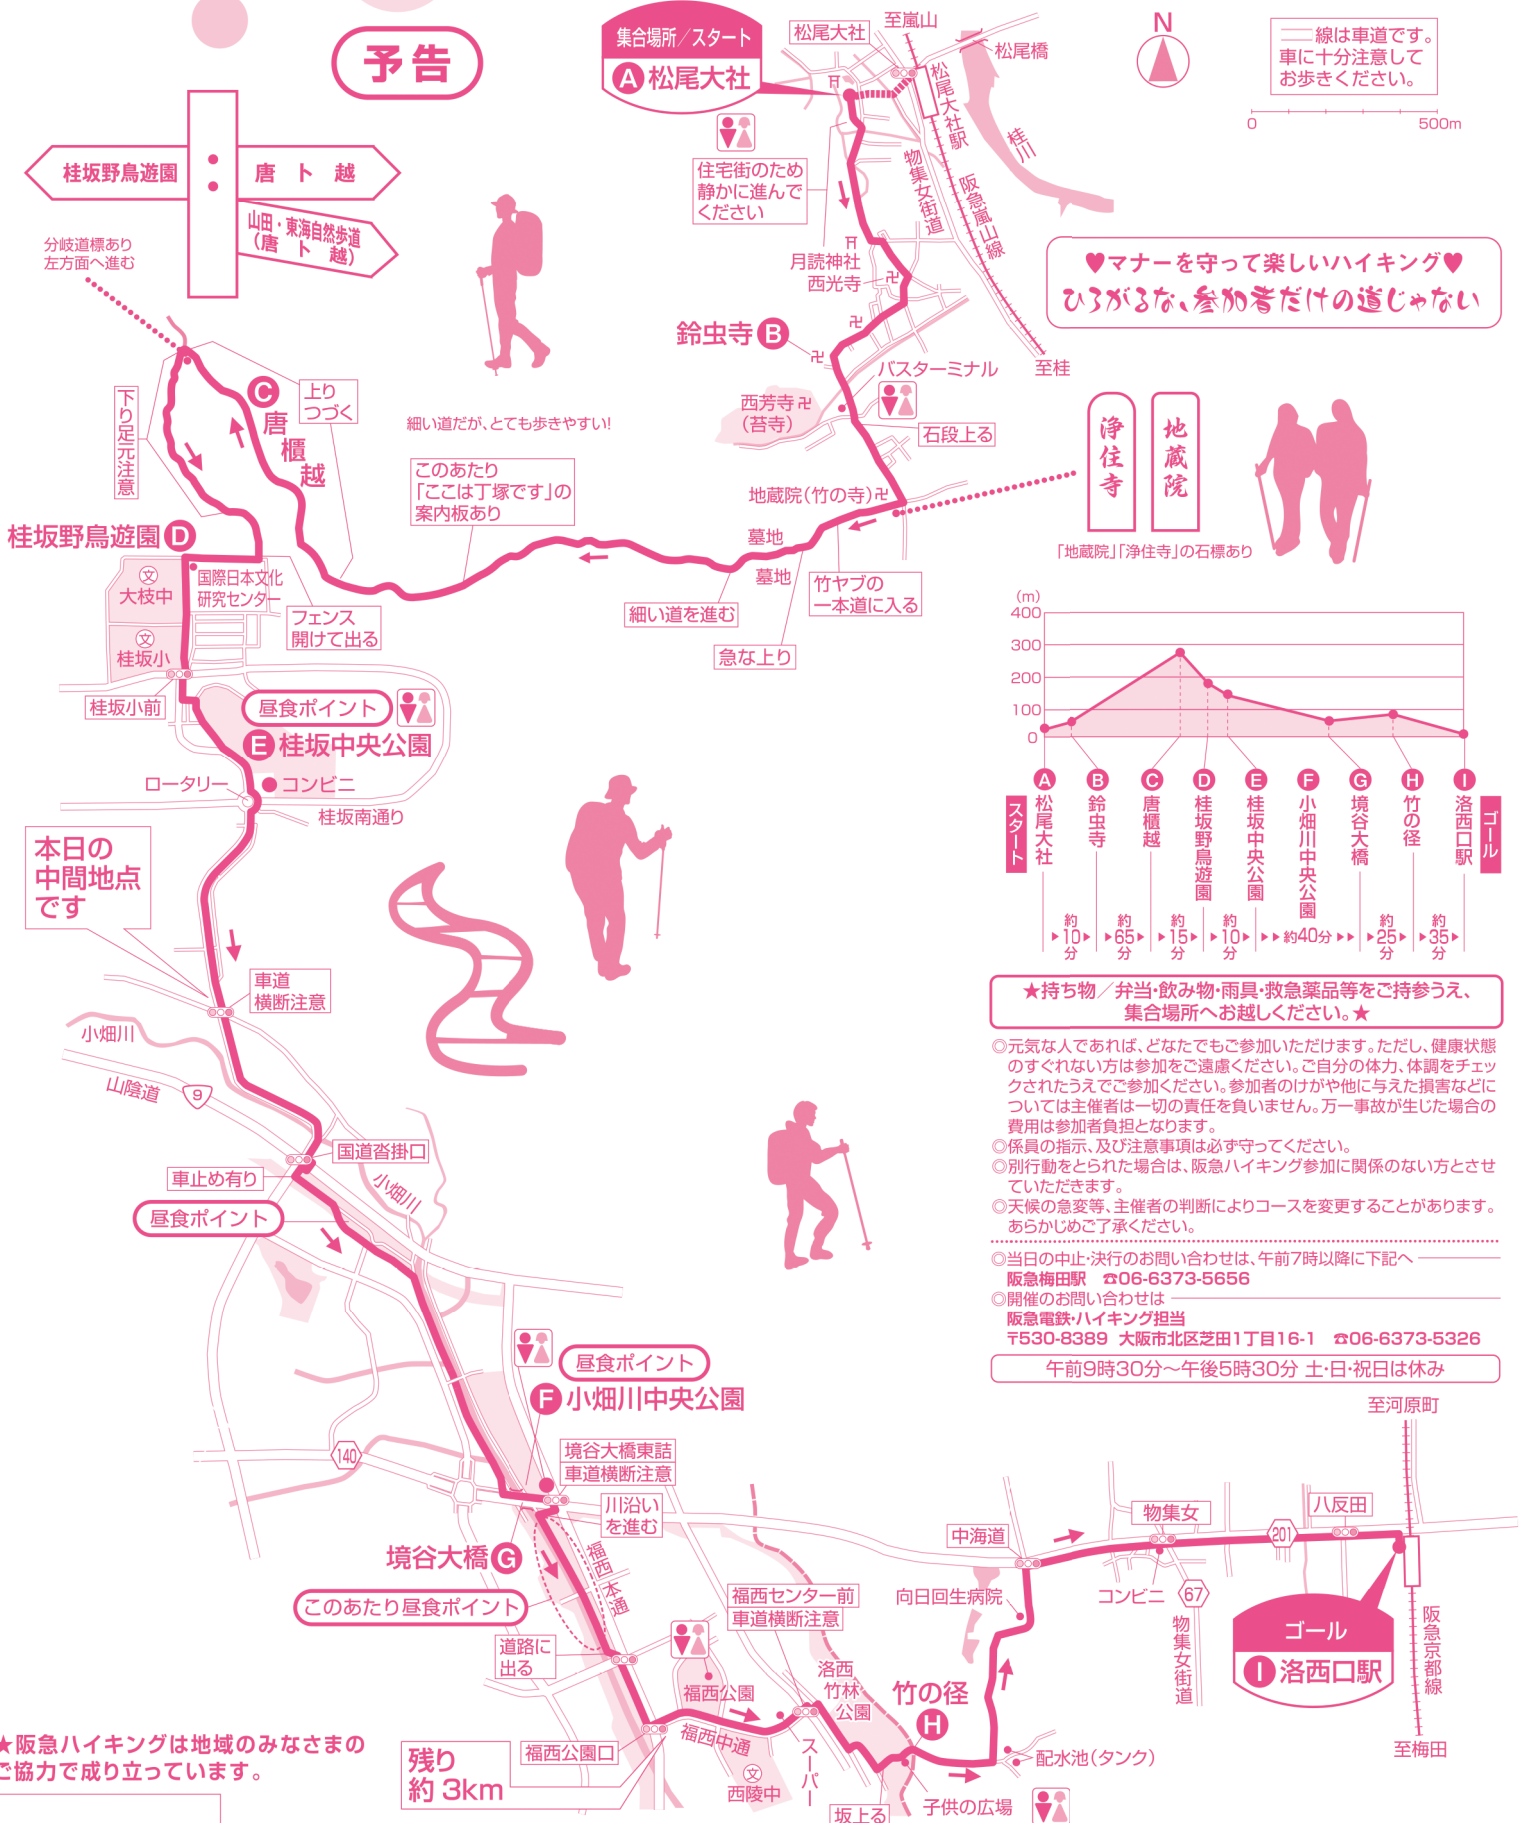 予告
集合場所／スタート
A 松尾大社
松尾大社
至嵐山
松尾橋
松尾大社駅
桂川
N
線は車道です。
車に十分注意して
お歩きください。
0 500m
桂坂野鳥遊園
唐ト越
山田・東海自然歩道
（唐ト越）
分岐道標あり
左方面へ進む
住宅街のため
静かに進んで
ください
物集女街道
阪急嵐山線
月読神社
西光寺
♥マナーを守って楽しいハイキング♥
ひろがるな、参加者だけの道じゃない
鈴虫寺 B
至桂
バスターミナル
西芳寺
（苔寺）
石段上る
C 唐櫃越
上り
つづく
下り足元注意
細い道だが、とても歩きやすい!
このあたり
「ここは丁塚です」の
案内板あり
地蔵院（竹の寺）
浄住寺
地蔵院
「地蔵院」「浄住寺」の石標あり
墓地
墓地
竹ヤブの
一本道に入る
細い道を進む
急な上り
桂坂野鳥遊園 D
国際日本文化
研究センター
文
大枝中
文
桂坂小
フェンス
開けて出る
桂坂小前
昼食ポイント
E 桂坂中央公園
ロータリー
コンビニ
桂坂南通り
本日の
中間地点
です
車道
横断注意
小畑川
山陰道
9
国道沓掛口
車止め有り
小畑川
昼食ポイント
（m）
400
300
200
100
0
スタート
A 松尾大社
B 鈴虫寺
C 唐櫃越
D 桂坂野鳥遊園
E 桂坂中央公園
F 小畑川中央公園
G 境谷大橋
H 竹の径
I 洛西口駅
ゴール
約10分
約65分
約15分
約10分
約40分
約25分
約35分
★持ち物／弁当・飲み物・雨具・救急薬品等をご持参うえ、
集合場所へお越しください。★
◎元気な人であれば、どなたでもご参加いただけます。ただし、健康状態
のすぐれない方は参加をご遠慮ください。ご自分の体力、体調をチェッ
クされたうえでご参加ください。参加者のけがや他に与えた損害などに
ついては主催者は一切の責任を負いません。万一事故が生じた場合の
費用は参加者負担となります。
◎係員の指示、及び注意事項は必ず守ってください。
◎別行動をとられた場合は、阪急ハイキング参加に関係のない方とさせ
ていただきます。
◎天候の急変等、主催者の判断によりコースを変更することがあります。
あらかじめご了承ください。
◎当日の中止・決行のお問い合わせは、午前7時以降に下記へ
阪急梅田駅 ☎06-6373-5656
◎開催のお問い合わせは
阪急電鉄・ハイキング担当
〒530-8389 大阪市北区芝田1丁目16-1 ☎06-6373-5326
午前9時30分～午後5時30分 土・日・祝日は休み
昼食ポイント
F 小畑川中央公園
140
境谷大橋東詰
車道横断注意
川沿い
を進む
境谷大橋 G
福西本通
このあたり昼食ポイント
道路に
出る
福西センター前
車道横断注意
福西公園
洛西
竹林
公園
福西公園口
福西中通
文
西陵中
スーパー
残り
約 3km
竹の径
H
坂上る
子供の広場
配水池（タンク）
向日回生病院
中海道
物集女
コンビニ
67
物集女街道
201
八反田
至河原町
ゴール
I 洛西口駅
阪急京都線
至梅田
★阪急ハイキングは地域のみなさまの
ご協力で成り立っています。